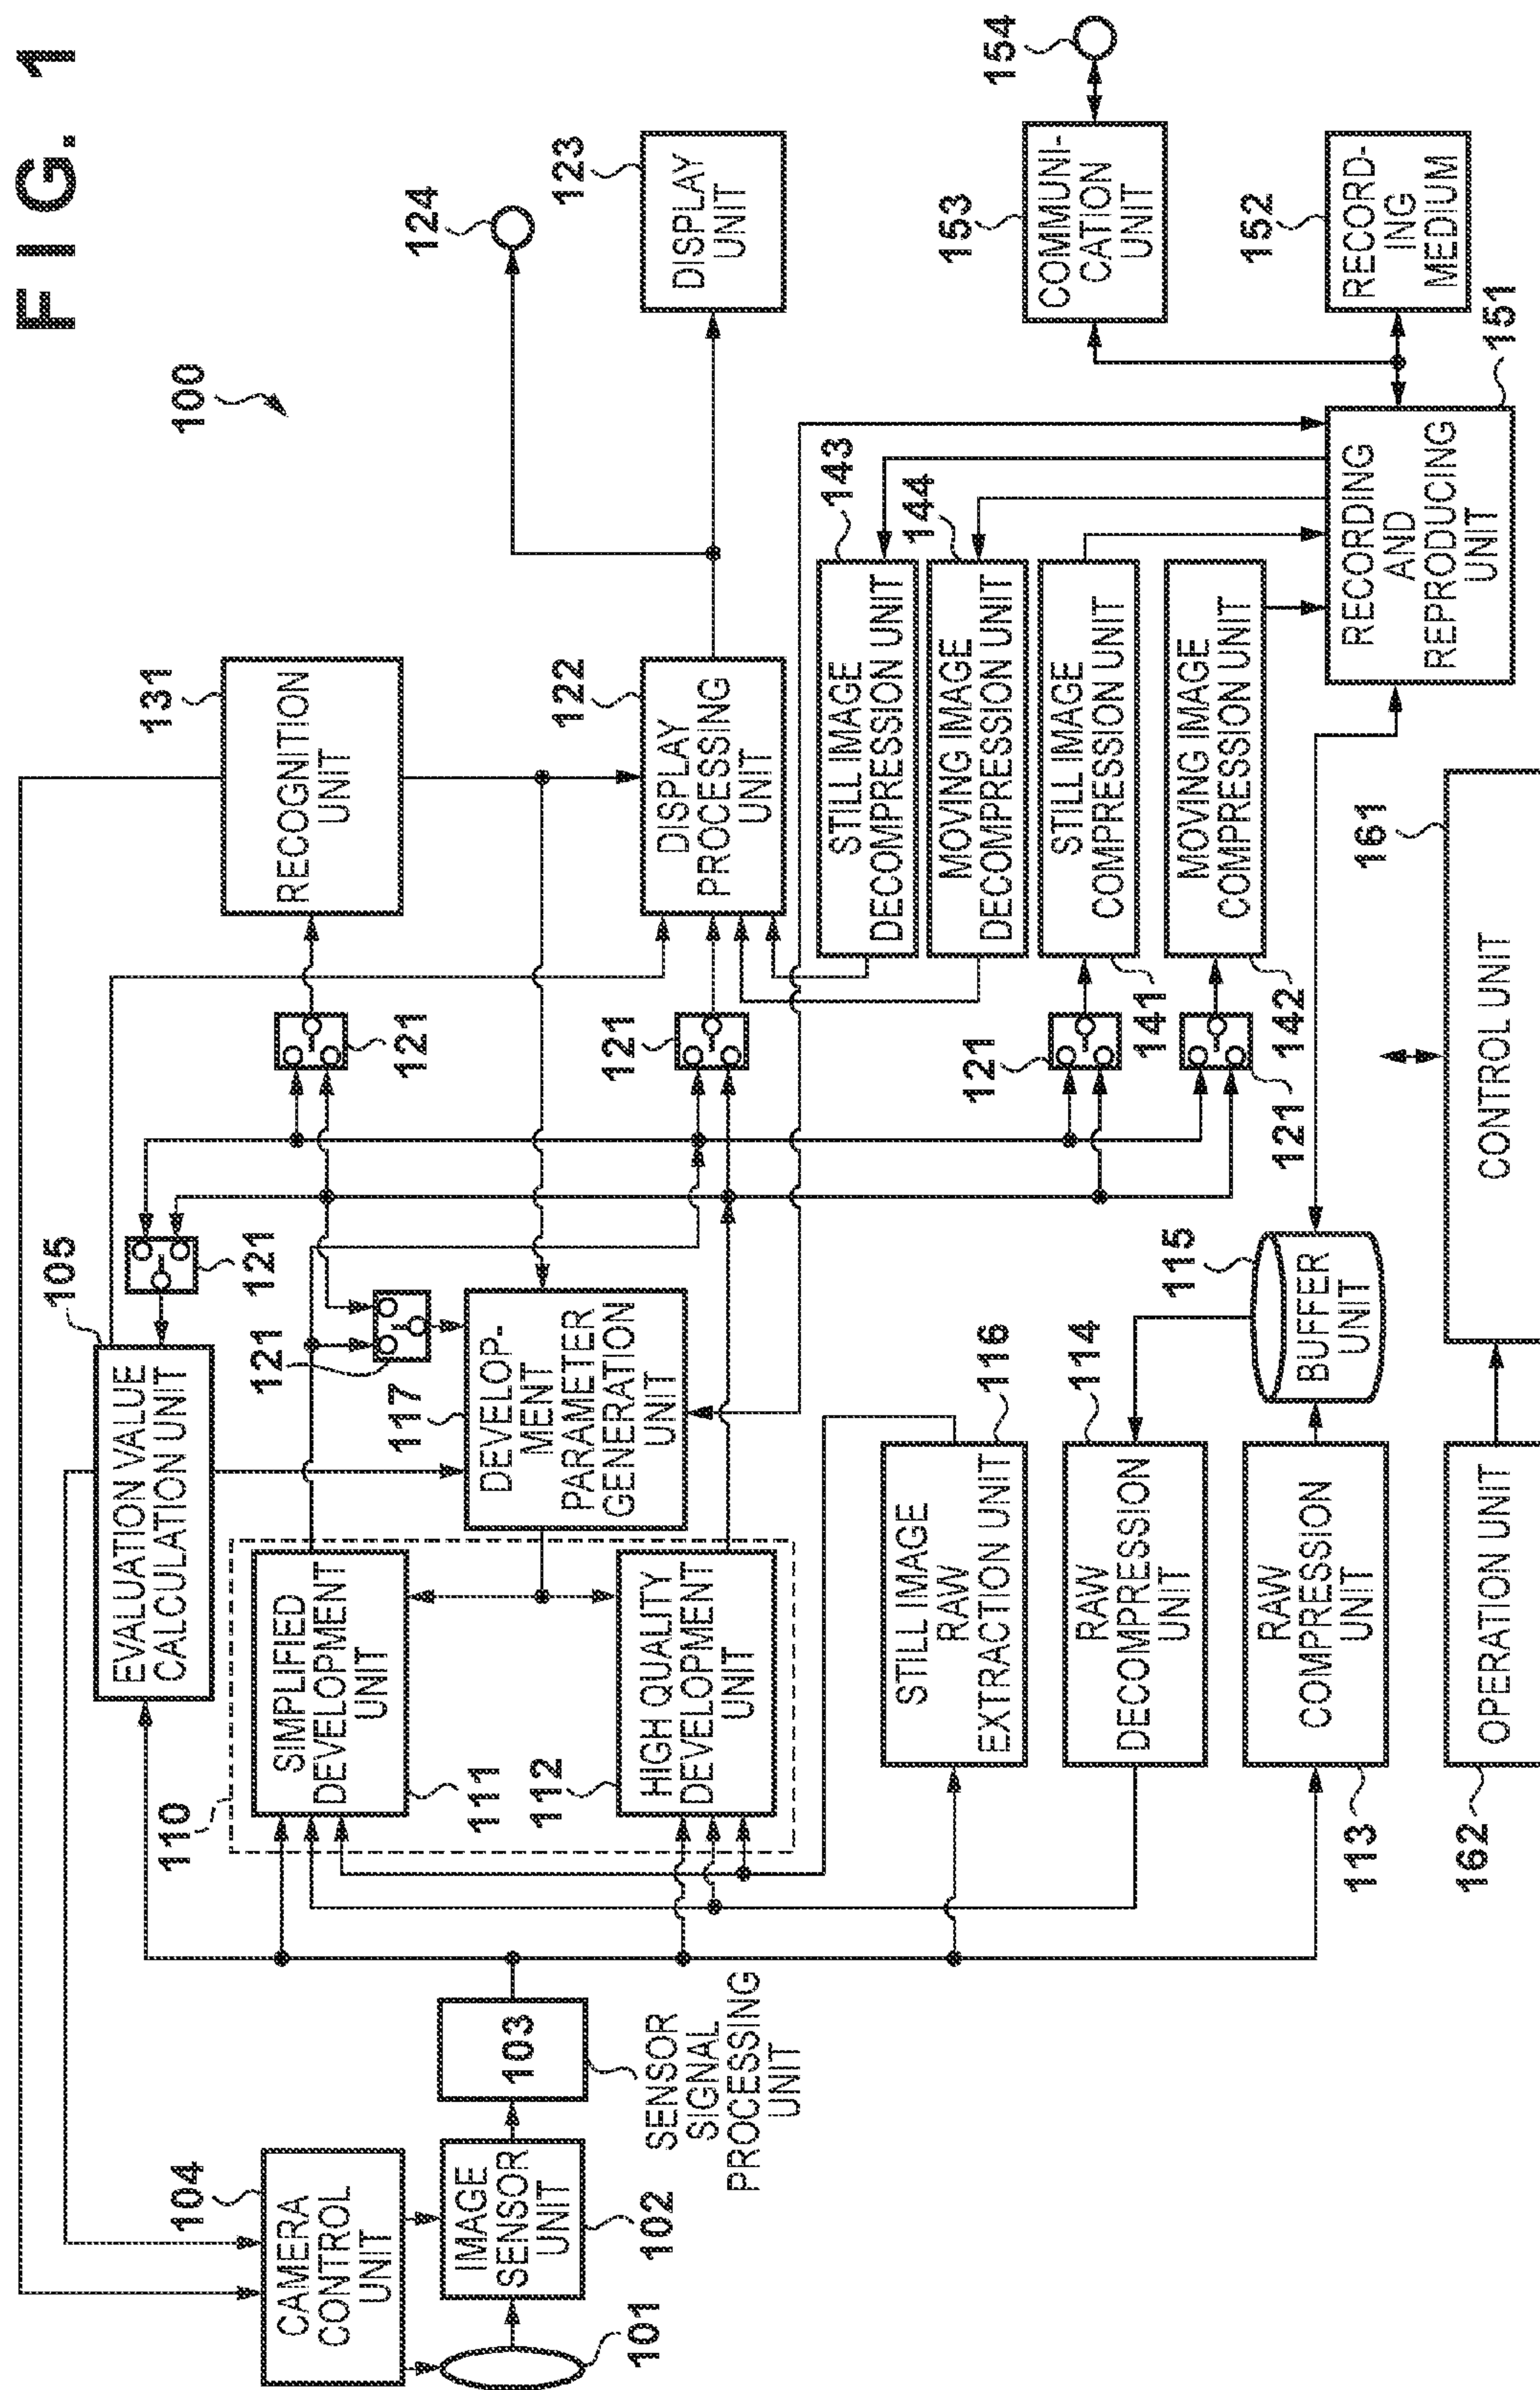 FIG. 1
100
104
CAMERA
CONTROL
UNIT
101
IMAGE
SENSOR
UNIT
102
103
SENSOR
SIGNAL
PROCESSING
UNIT
105
EVALUATION VALUE
CALCULATION UNIT
121
110
SIMPLIFIED
DEVELOPMENT
UNIT
111
HIGH QUALITY
DEVELOPMENT
UNIT
112
121
117
DEVELOP-
MENT
PARAMETER
GENERATION
UNIT
STILL IMAGE
RAW
EXTRACTION UNIT
116
RAW
DECOMPRESSION
UNIT
114
RAW
COMPRESSION
UNIT
113
115
BUFFER
UNIT
OPERATION UNIT
162
CONTROL UNIT
161
131
RECOGNITION
UNIT
121
122
DISPLAY
PROCESSING
UNIT
121
124
123
DISPLAY
UNIT
143
STILL IMAGE
DECOMPRESSION UNIT
144
MOVING IMAGE
DECOMPRESSION UNIT
STILL IMAGE
COMPRESSION UNIT
141
121
MOVING IMAGE
COMPRESSION UNIT
142
121
RECORDING
AND
REPRODUCING
UNIT
151
RECORD-
ING
MEDIUM
152
COMMUNI-
CATION
UNIT
153
154